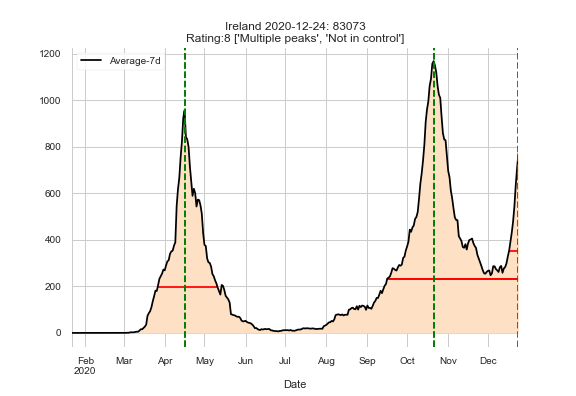 Ireland 2020-12-24: 83073
Rating:8 ['Multiple peaks', 'Not in control']
Average-7d
1200
1000
800
600
400
200
0
Feb Mar Apr May Jun Jul Aug Sep Oct Nov Dec
2020
Date